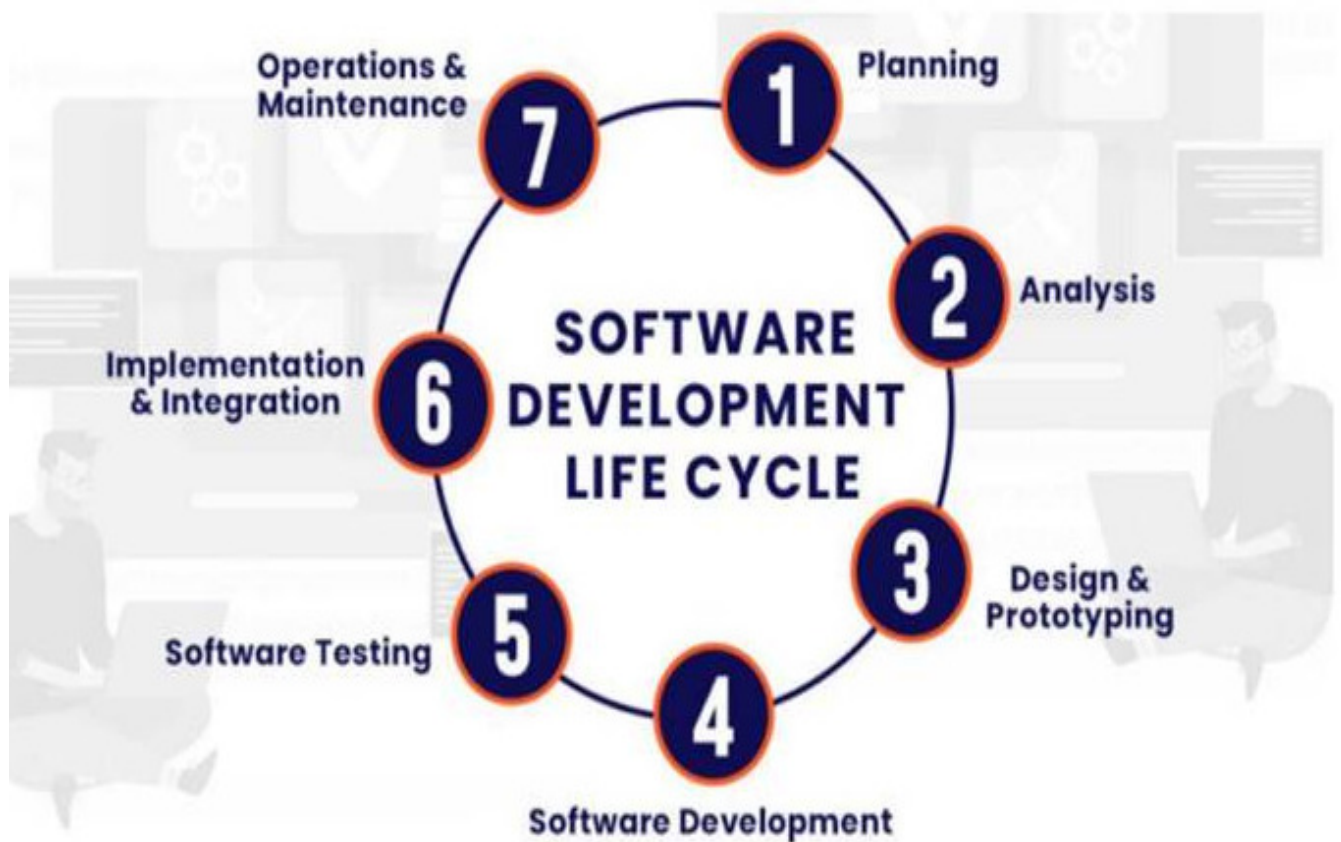 SOFTWARE
DEVELOPMENT
LIFE CYCLE
1
Planning
2
Analysis
3
Design &
Prototyping
4
Software Development
5
Software Testing
6
Implementation
& Integration
7
Operations &
Maintenance